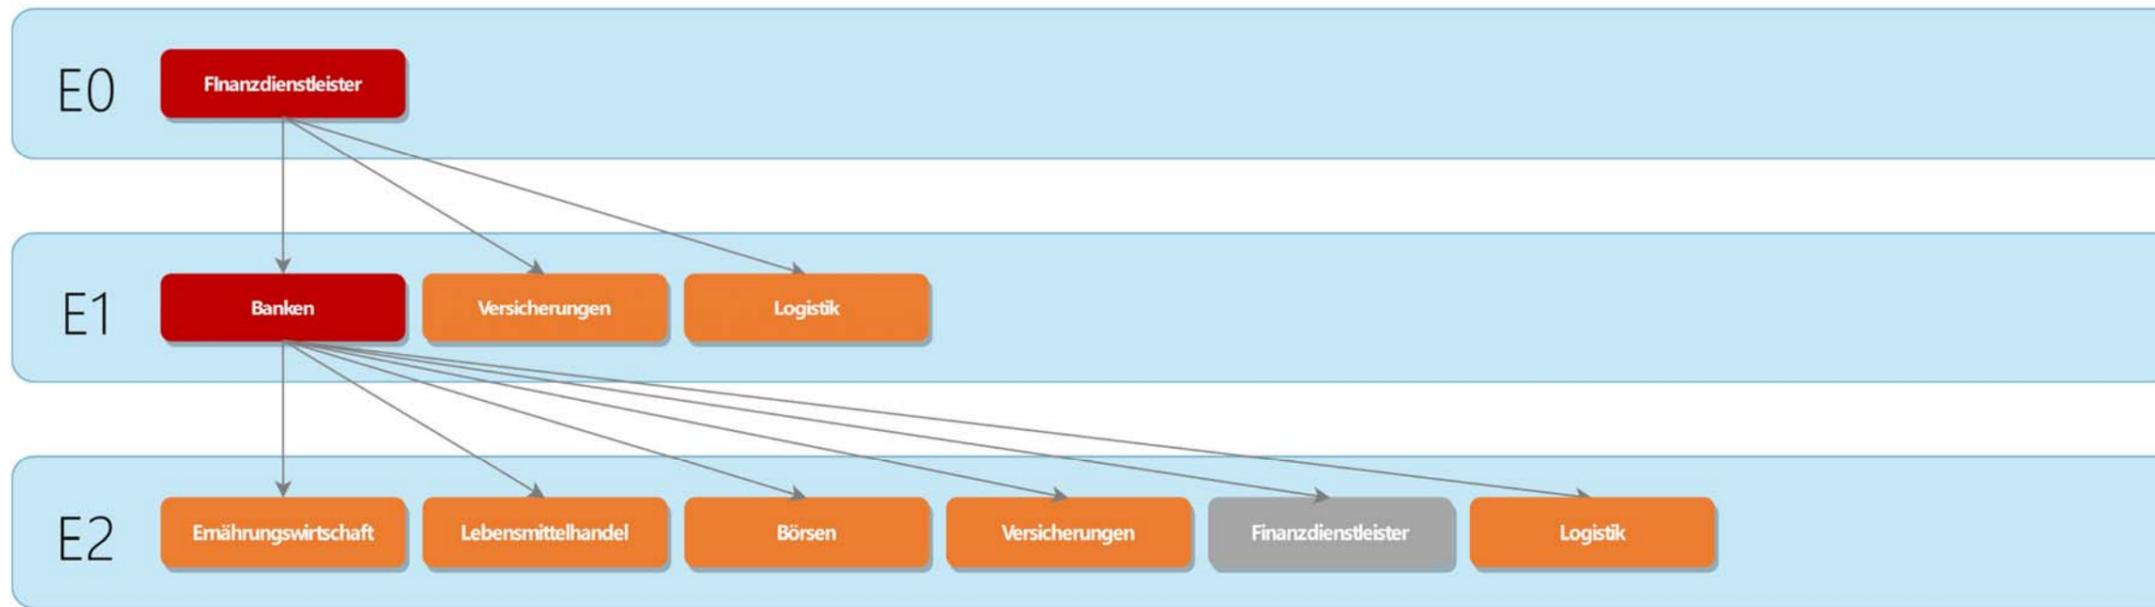 E0
FInanzdienstleister
E1
Banken
Versicherungen
Logistik
E2
Ernährungswirtschaft
Lebensmittelhandel
Börsen
Versicherungen
Finanzdienstleister
Logistik